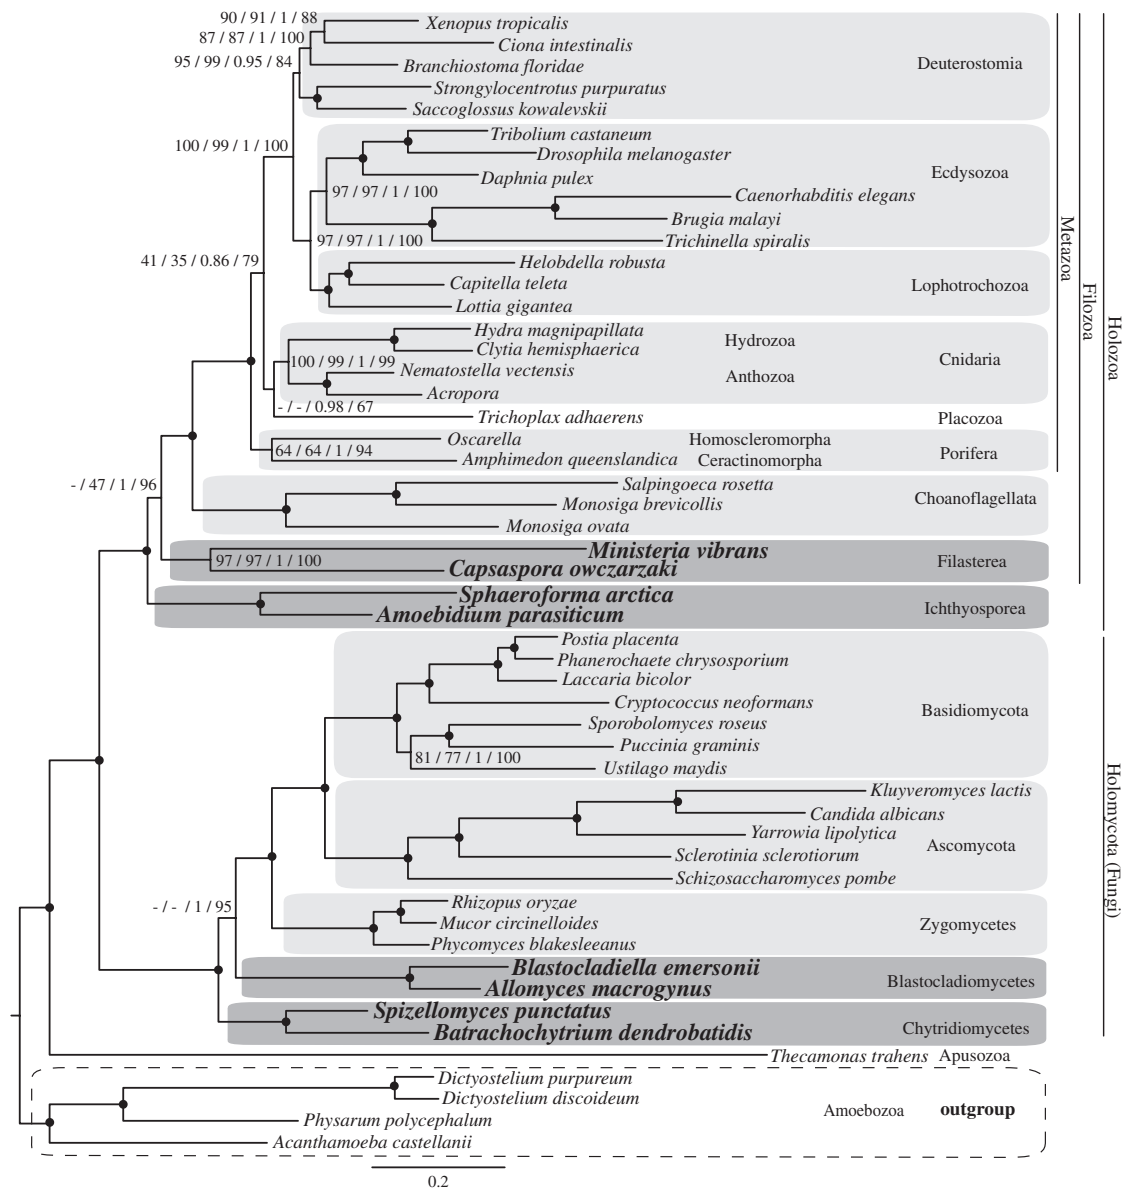 90 / 91 / 1 / 88
Xenopus tropicalis
87 / 87 / 1 / 100
Ciona intestinalis
95 / 99 / 0.95 / 84
Branchiostoma floridae
Deuterostomia
Strongylocentrotus purpuratus
Saccoglossus kowalevskii
Tribolium castaneum
100 / 99 / 1 / 100
Drosophila melanogaster
Daphnia pulex
Ecdysozoa
97 / 97 / 1 / 100
Caenorhabditis elegans
Brugia malayi
97 / 97 / 1 / 100
Trichinella spiralis
41 / 35 / 0.86 / 79
Helobdella robusta
Capitella teleta
Lophotrochozoa
Lottia gigantea
Hydra magnipapillata
Hydrozoa
Clytia hemisphaerica
Cnidaria
100 / 99 / 1 / 99
Nematostella vectensis
Anthozoa
Acropora
- / - / 0.98 / 67
Trichoplax adhaerens
Placozoa
Oscarella
Homoscleromorpha
64 / 64 / 1 / 94
Porifera
Amphimedon queenslandica
Ceractinomorpha
Metazoa
Filozoa
Holozoa
- / 47 / 1 / 96
Salpingoeca rosetta
Monosiga brevicollis
Choanoflagellata
Monosiga ovata
Ministeria vibrans
97 / 97 / 1 / 100
Filasterea
Capsaspora owczarzaki
Sphaeroforma arctica
Ichthyosporea
Amoebidium parasiticum
Postia placenta
Phanerochaete chrysosporium
Laccaria bicolor
Cryptococcus neoformans
Basidiomycota
Sporobolomyces roseus
Puccinia graminis
81 / 77 / 1 / 100
Ustilago maydis
Kluyveromyces lactis
Candida albicans
Yarrowia lipolytica
Ascomycota
Sclerotinia sclerotiorum
Schizosaccharomyces pombe
Holomycota (Fungi)
- / - / 1 / 95
Rhizopus oryzae
Mucor circinelloides
Zygomycetes
Phycomyces blakesleeanus
Blastocladiella emersonii
Blastocladiomycetes
Allomyces macrogynus
Spizellomyces punctatus
Chytridiomycetes
Batrachochytrium dendrobatidis
Thecamonas trahens Apusozoa
Dictyostelium purpureum
Dictyostelium discoideum
Amoebozoa outgroup
Physarum polycephalum
Acanthamoeba castellanii
0.2